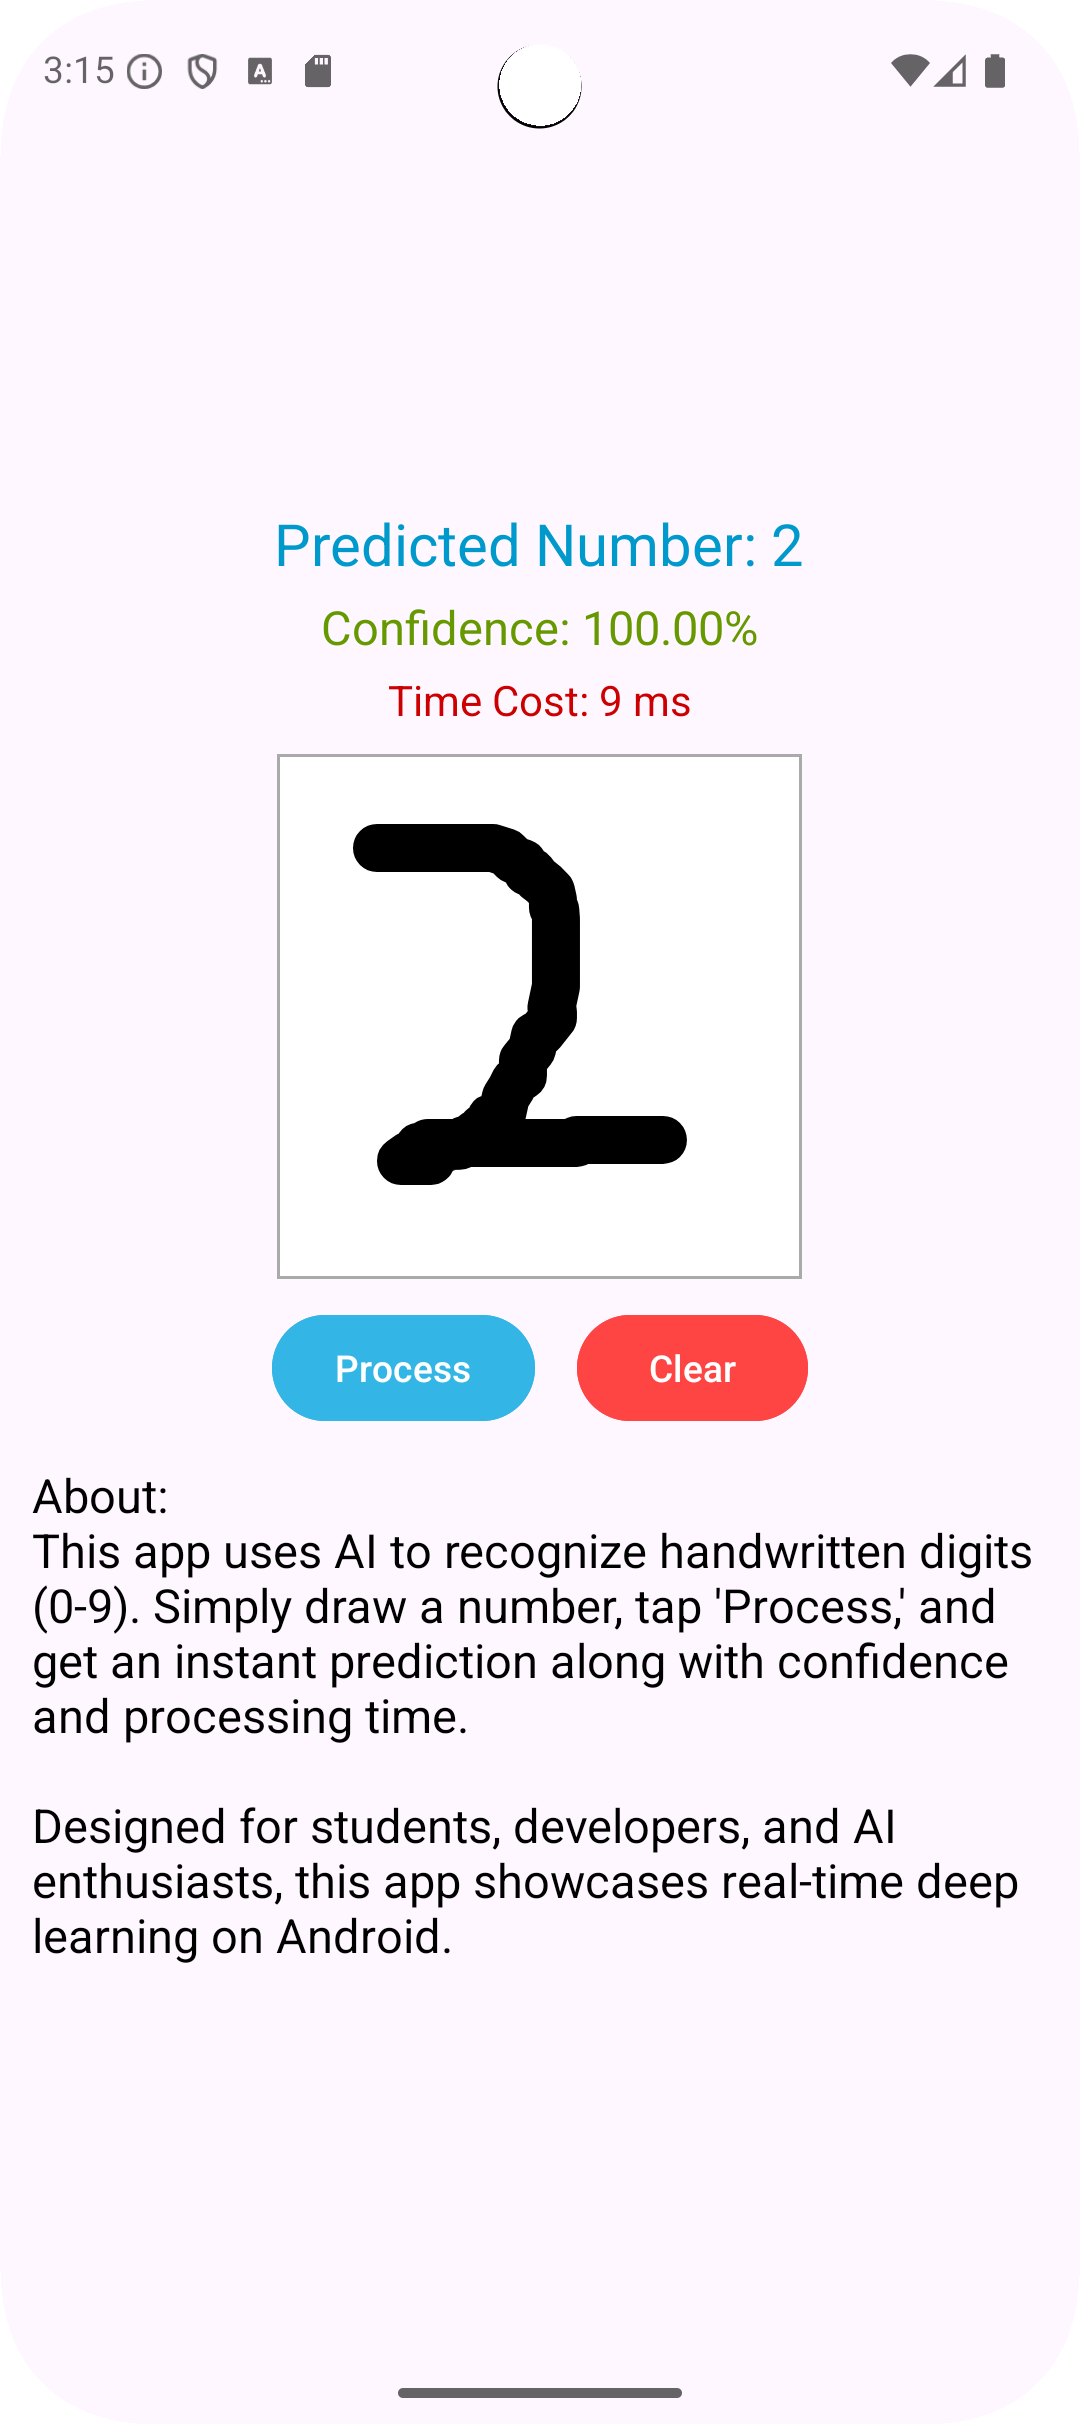 3:15
Predicted Number: 2
Confidence: 100.00%
Time Cost: 9 ms
2
Process
Clear
About:
This app uses AI to recognize handwritten digits
(0-9). Simply draw a number, tap 'Process,' and
get an instant prediction along with confidence
and processing time.
Designed for students, developers, and AI
enthusiasts, this app showcases real-time deep
learning on Android.